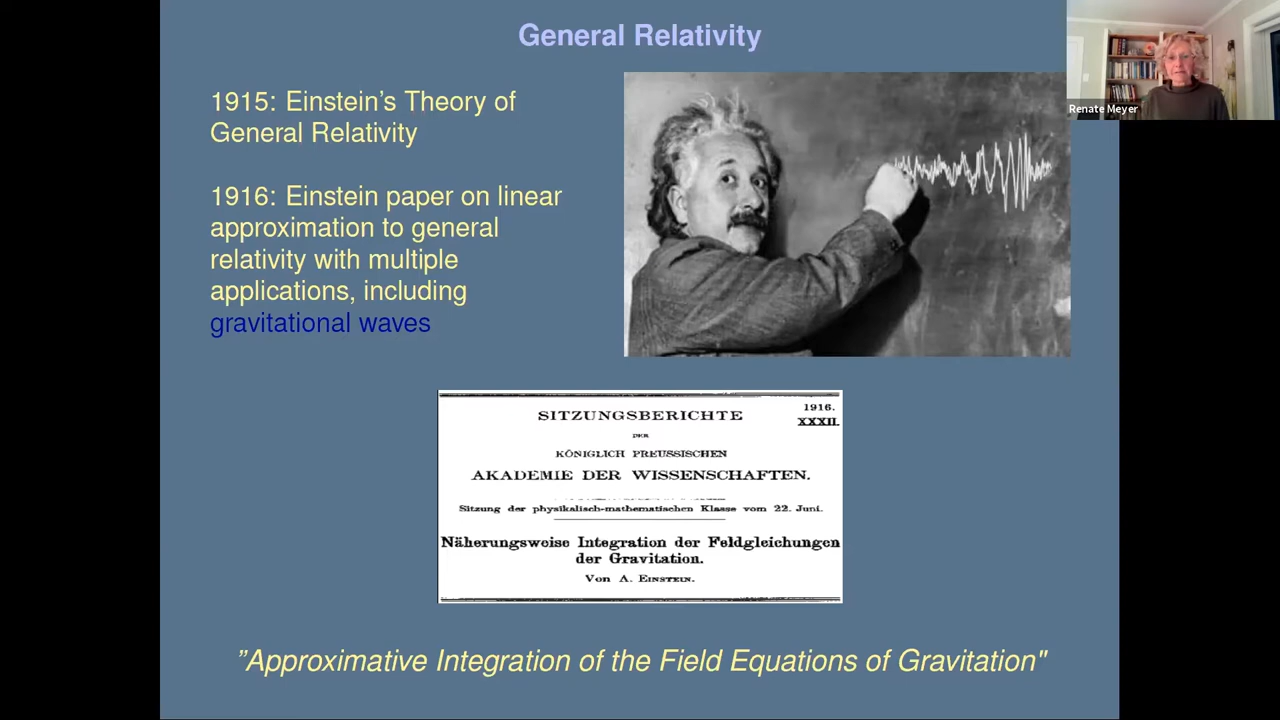 General Relativity
1915: Einstein’s Theory of
General Relativity
1916: Einstein paper on linear
approximation to general
relativity with multiple
applications, including
gravitational waves
Renate Meyer
1916.
XXXII.
SITZUNGSBERICHTE
DER
KÖNIGLICH PREUSSISCHEN
AKADEMIE DER WISSENSCHAFTEN.
Sitzung der physikalisch-mathematischen Klasse vom 22. Juni.
Näherungsweise Integration der Feldgleichungen
der Gravitation.
Von A. EINSTEIN.
”Approximative Integration of the Field Equations of Gravitation"